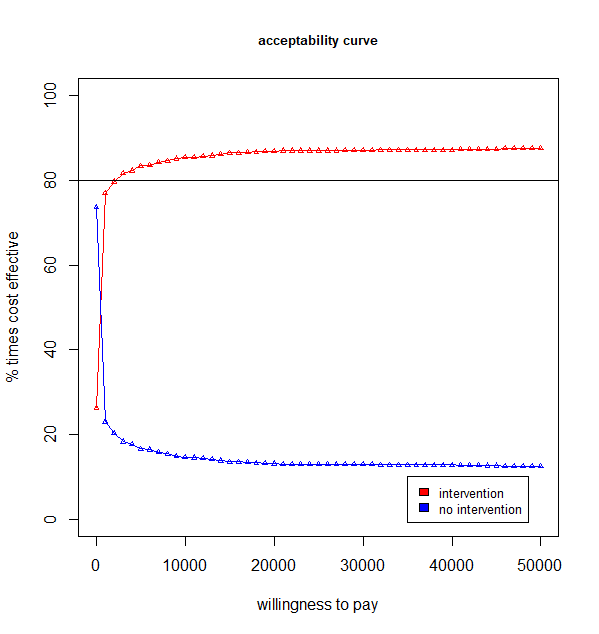 acceptability curve
% times cost effective
100
80
60
40
20
0
intervention
no intervention
0 10000 20000 30000 40000 50000
willingness to pay